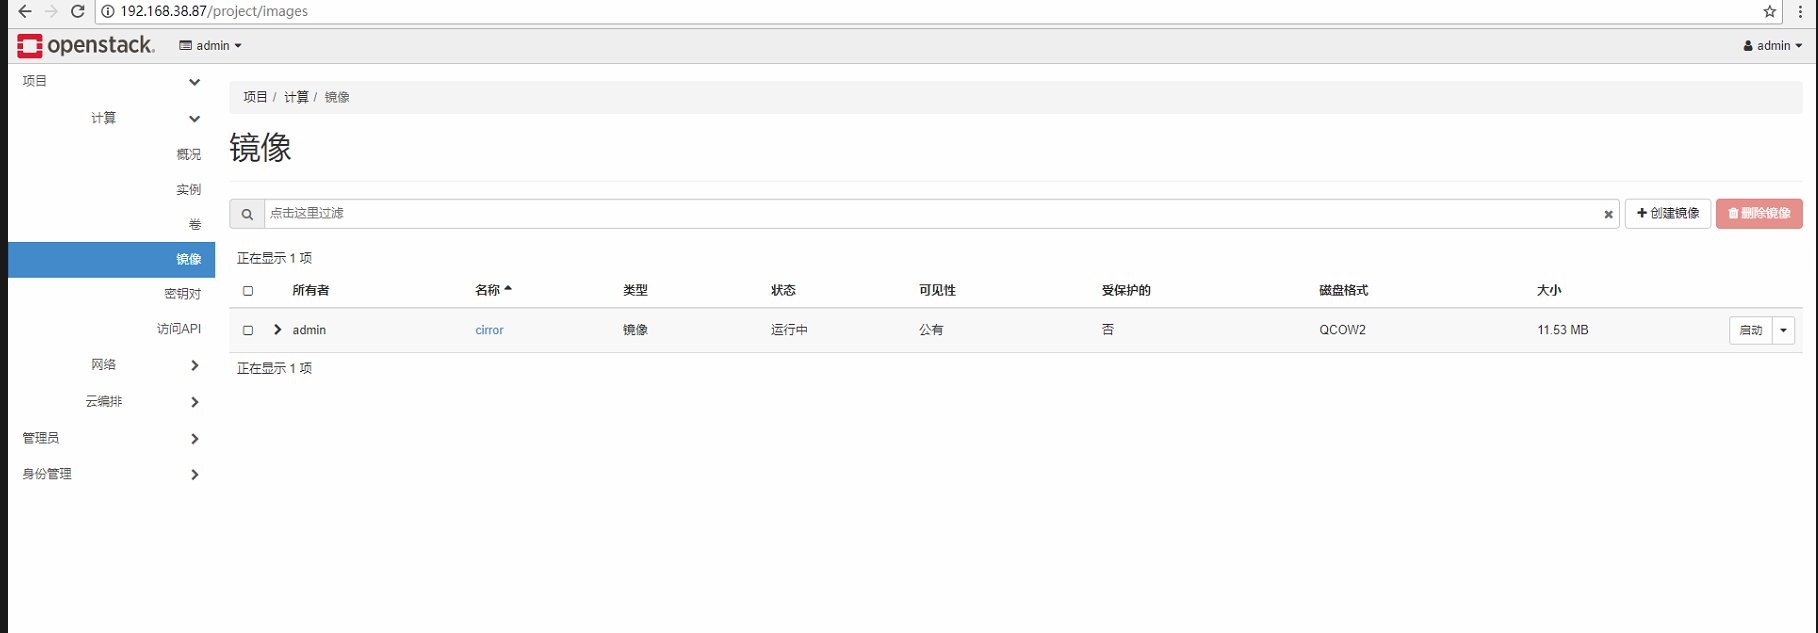 192.168.38.87/project/images
openstack. admin admin
项目
计算
概况
实例
卷
镜像
密钥对
访问API
网络
云编排
管理员
身份管理
项目 / 计算 / 镜像
镜像
点击这里过滤 创建镜像 删除镜像
正在显示 1 项
所有者 名称 类型 状态 可见性 受保护的 磁盘格式 大小
admin cirror 镜像 运行中 公有 否 QCOW2 11.53 MB 启动
正在显示 1 项